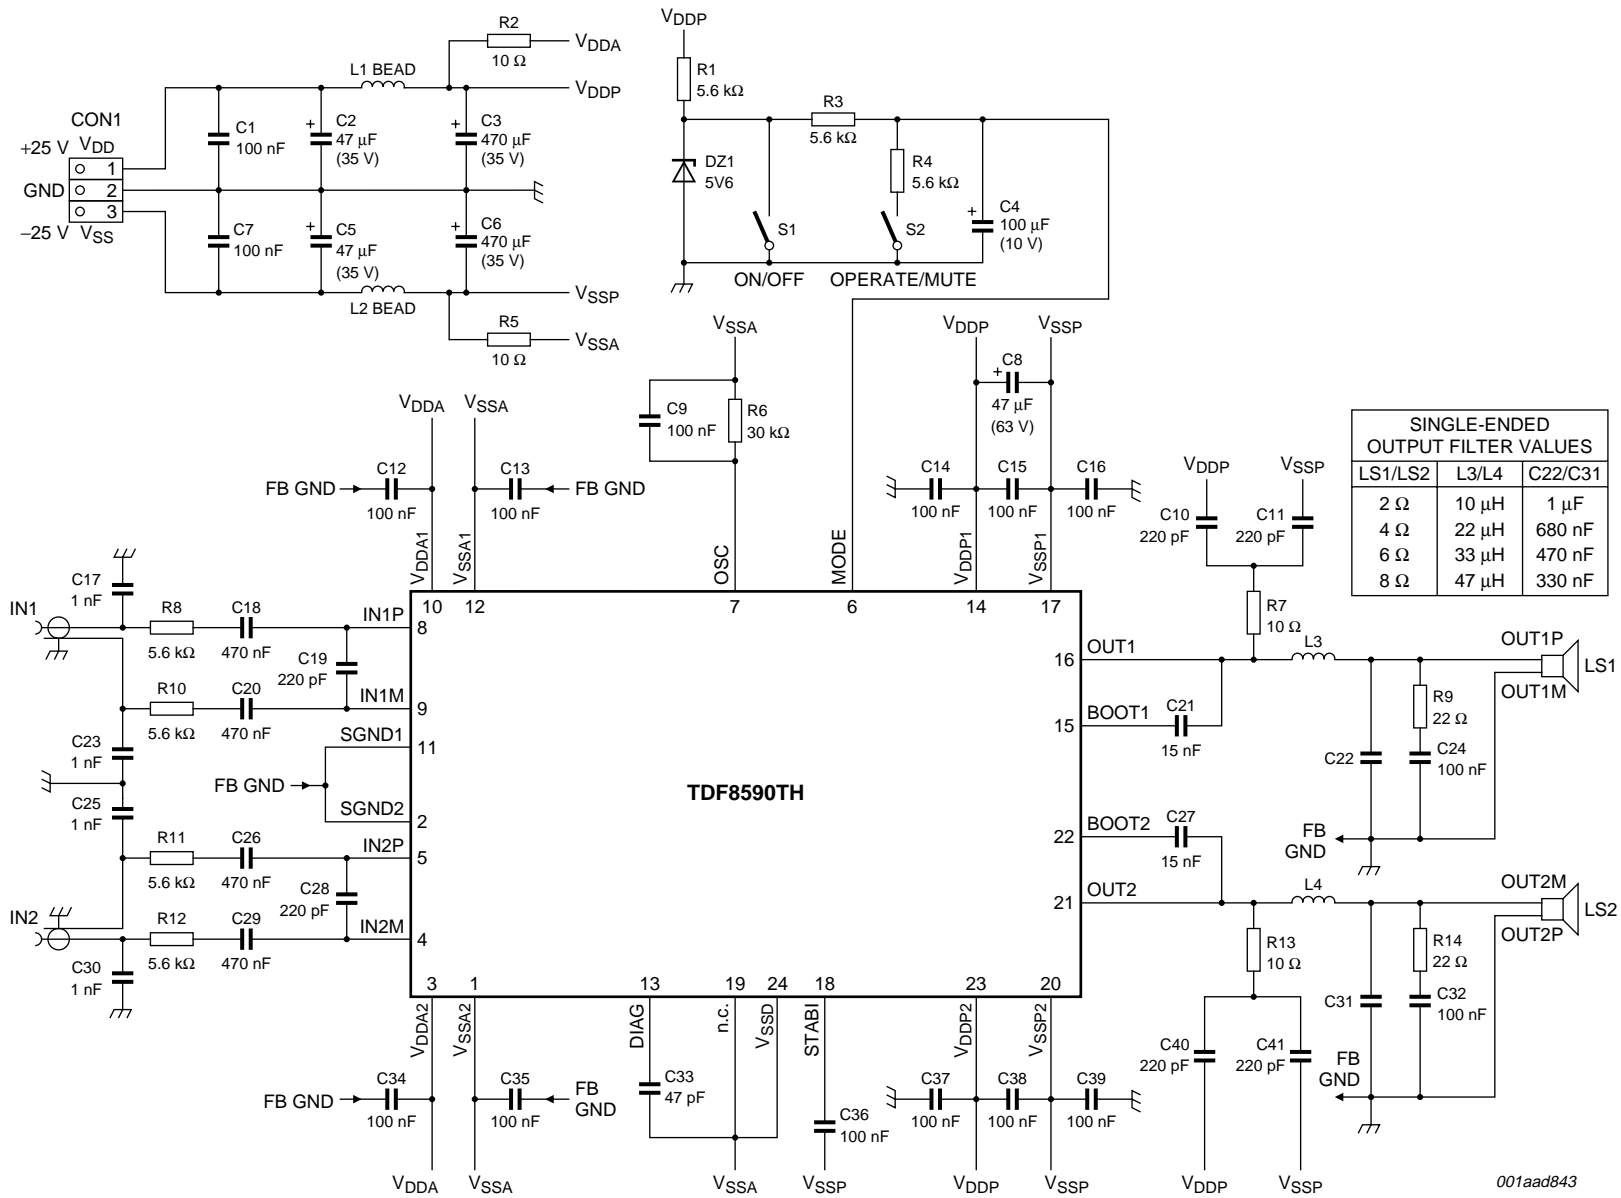 R2
10 Ω
VDDA
L1 BEAD
VDDP
CON1
+25 V VDD
1
GND
2
3
−25 V VSS
C1
100 nF
+
C2
47 μF
(35 V)
+
C3
470 μF
(35 V)
C7
100 nF
+
C5
47 μF
(35 V)
+
C6
470 μF
(35 V)
L2 BEAD
VSSP
R5
10 Ω
VSSA
VDDP
R1
5.6 kΩ
R3
5.6 kΩ
DZ1
5V6
R4
5.6 kΩ
S1
S2
+
C4
100 μF
(10 V)
ON/OFF
OPERATE/MUTE
VDDA
VSSA
C12
100 nF
FB GND
C13
100 nF
FB GND
VSSA
C9
100 nF
R6
30 kΩ
VDDP
VSSP
+
C8
47 μF
(63 V)
C14
100 nF
C15
100 nF
C16
100 nF
VDDP
VSSP
C10
220 pF
C11
220 pF
R7
10 Ω
SINGLE-ENDED
OUTPUT FILTER VALUES
LS1/LS2 L3/L4 C22/C31
2 Ω 10 μH 1 μF
4 Ω 22 μH 680 nF
6 Ω 33 μH 470 nF
8 Ω 47 μH 330 nF
VDDA1
VSSA1
OSC
MODE
VDDP1
VSSP1
10
12
7
6
14
17
C17
1 nF
IN1
R8
5.6 kΩ
C18
470 nF
IN1P
8
C19
220 pF
R10
5.6 kΩ
C20
470 nF
IN1M
9
C23
1 nF
SGND1
11
FB GND
SGND2
2
C25
1 nF
R11
5.6 kΩ
C26
470 nF
IN2P
5
C28
220 pF
IN2
R12
5.6 kΩ
C29
470 nF
IN2M
4
C30
1 nF
TDF8590TH
16
OUT1
L3
OUT1P
LS1
OUT1M
15
BOOT1
C21
15 nF
R9
22 Ω
C22
C24
100 nF
FB
GND
22
BOOT2
C27
15 nF
21
OUT2
L4
OUT2M
LS2
OUT2P
R13
10 Ω
R14
22 Ω
C31
C32
100 nF
FB
GND
C40
220 pF
C41
220 pF
VDDP
VSSP
3
1
13
19
24
18
23
20
VDDA2
VSSA2
DIAG
n.c.
VSSD
STABI
VDDP2
VSSP2
FB GND
C34
100 nF
C35
100 nF
FB
GND
C33
47 pF
C36
100 nF
C37
100 nF
C38
100 nF
C39
100 nF
VDDA
VSSA
VSSA
VSSP
VDDP
VSSP
001aad843